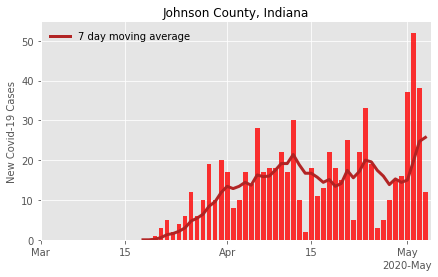 Johnson County, Indiana
7 day moving average
New Covid-19 Cases
50
40
30
20
10
0
Mar 15 Apr 15 May
2020-May